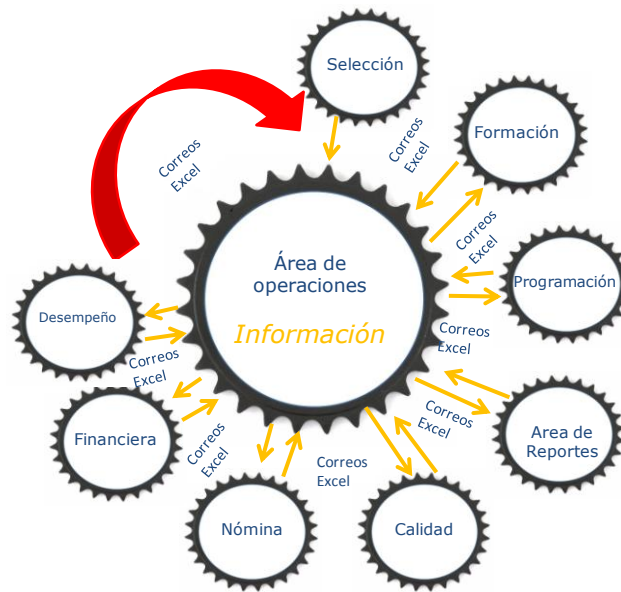 Selección
Correos
Excel
Formación
Correos
Excel
Correos
Excel
Área de
operaciones
Información
Programación
Desempeño
Correos
Excel
Correos
Excel
Correos
Excel
Area de
Reportes
Financiera
Correos
Excel
Correos
Excel
Nómina
Calidad